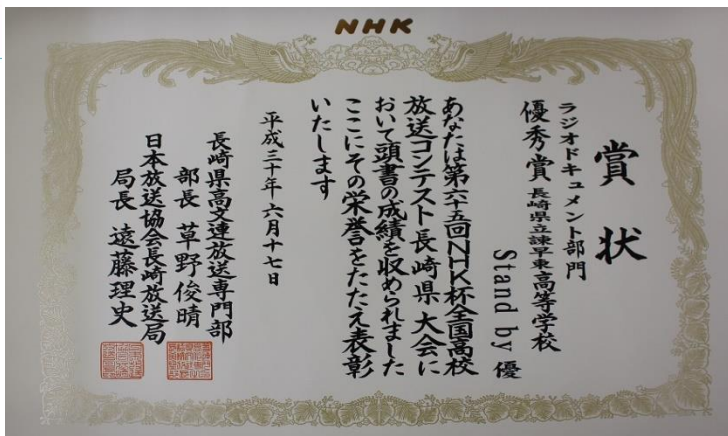 NHK
賞状
ラジオドキュメント部門
優秀賞 長崎県立諫早東高等学校
Stand by 優
あなたは第六十五回NHK杯全国高校
放送コンテスト長崎県大会に
おいて頭書の成績を収められました
ここにその栄誉をたたえ表彰
いたします
平成三十年六月十七日
長崎県高文連放送専門部
部長 草野俊晴
日本放送協会長崎放送局
局長 遠藤理史